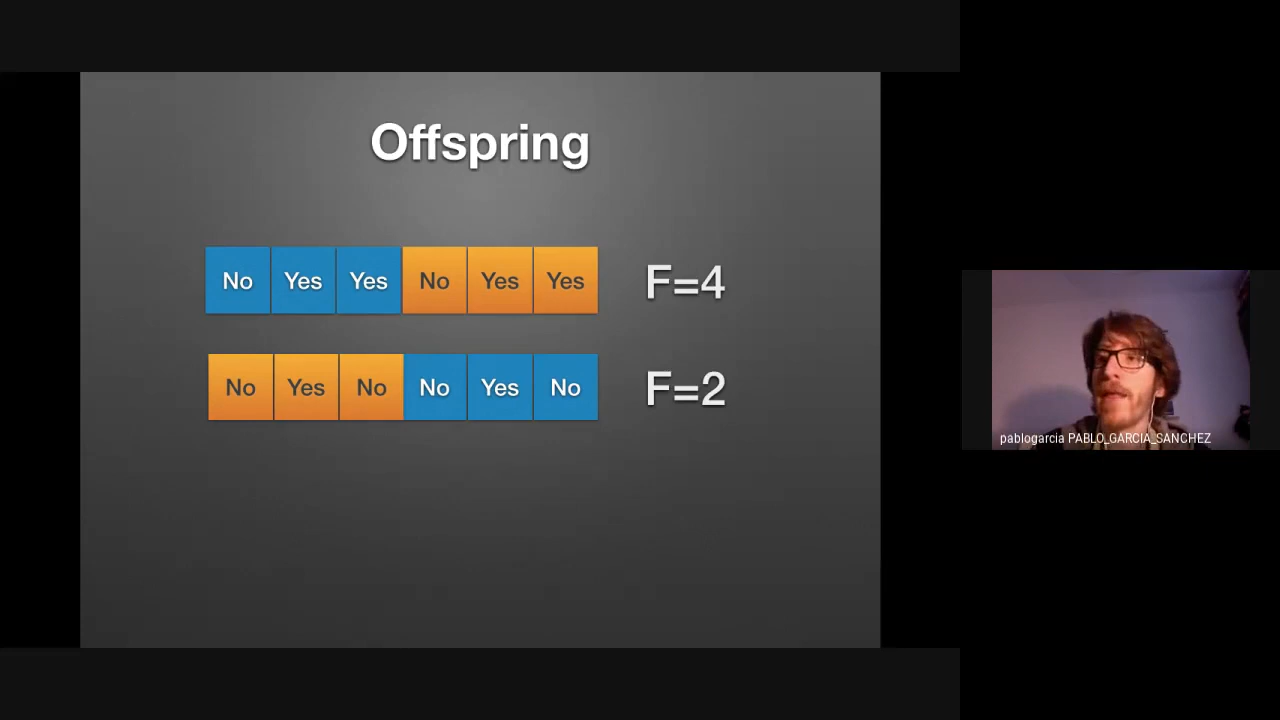 Offspring
No Yes Yes No Yes Yes F=4
No Yes No No Yes No F=2
pablogarcia PABLO_GARCIA_SANCHEZ